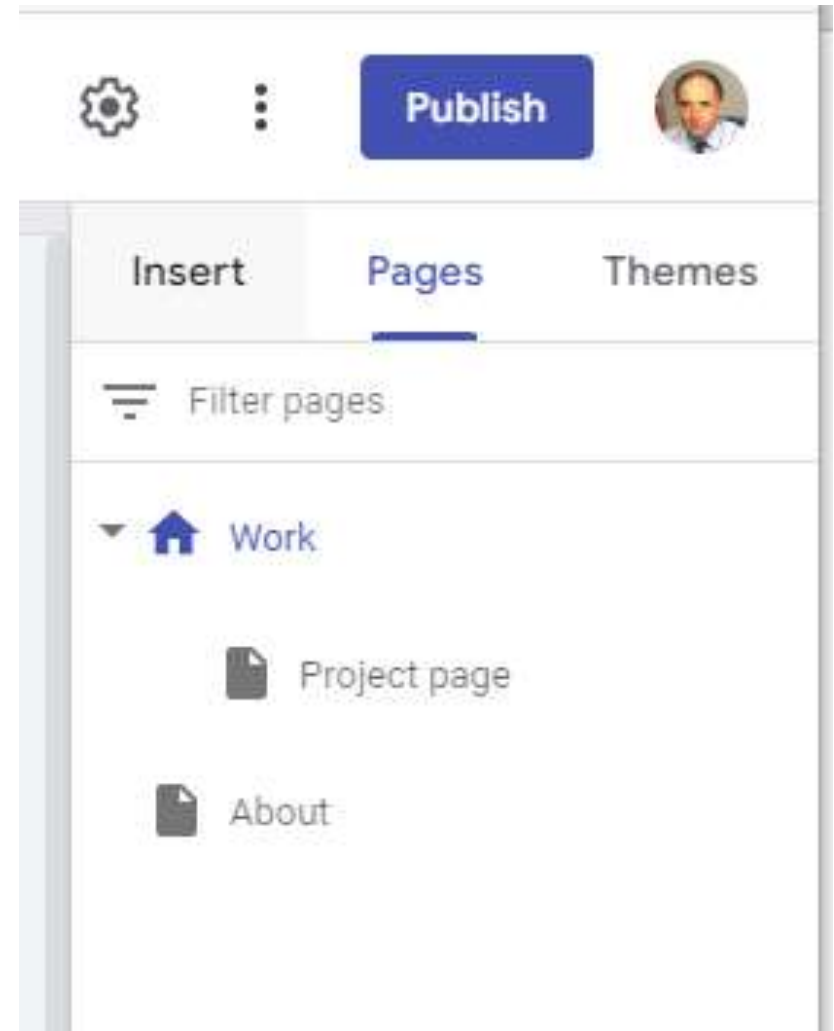 Publish
Insert Pages Themes
Filter pages
Work
Project page
About